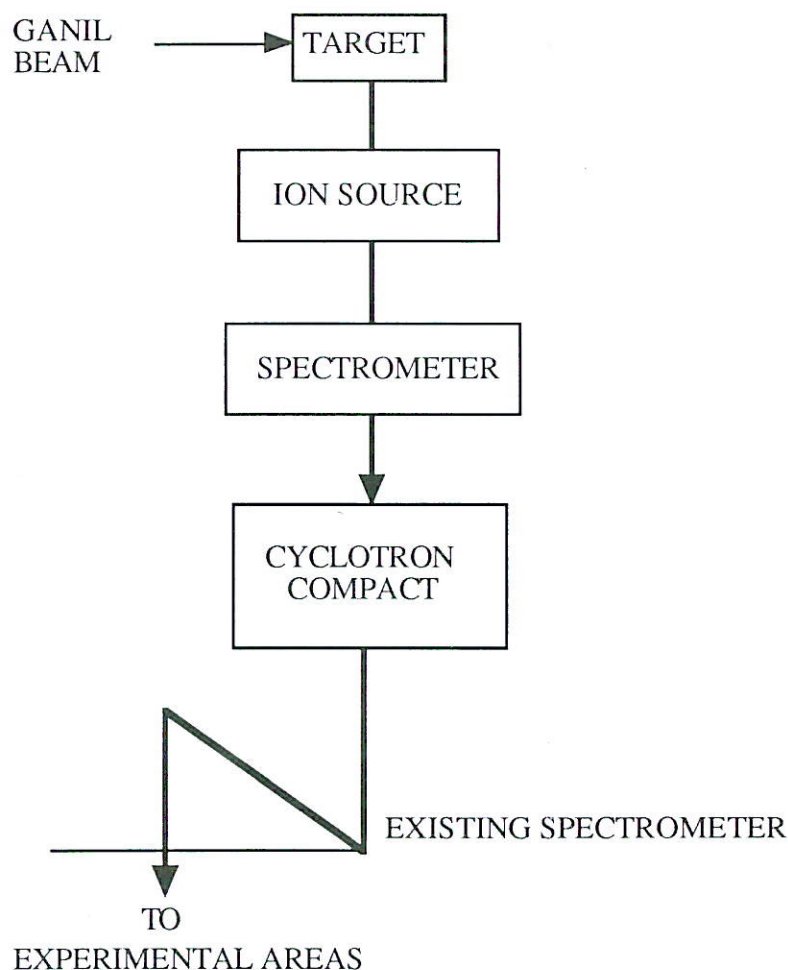 GANIL
BEAM
TARGET
ION SOURCE
SPECTROMETER
CYCLOTRON
COMPACT
EXISTING SPECTROMETER
TO
EXPERIMENTAL AREAS